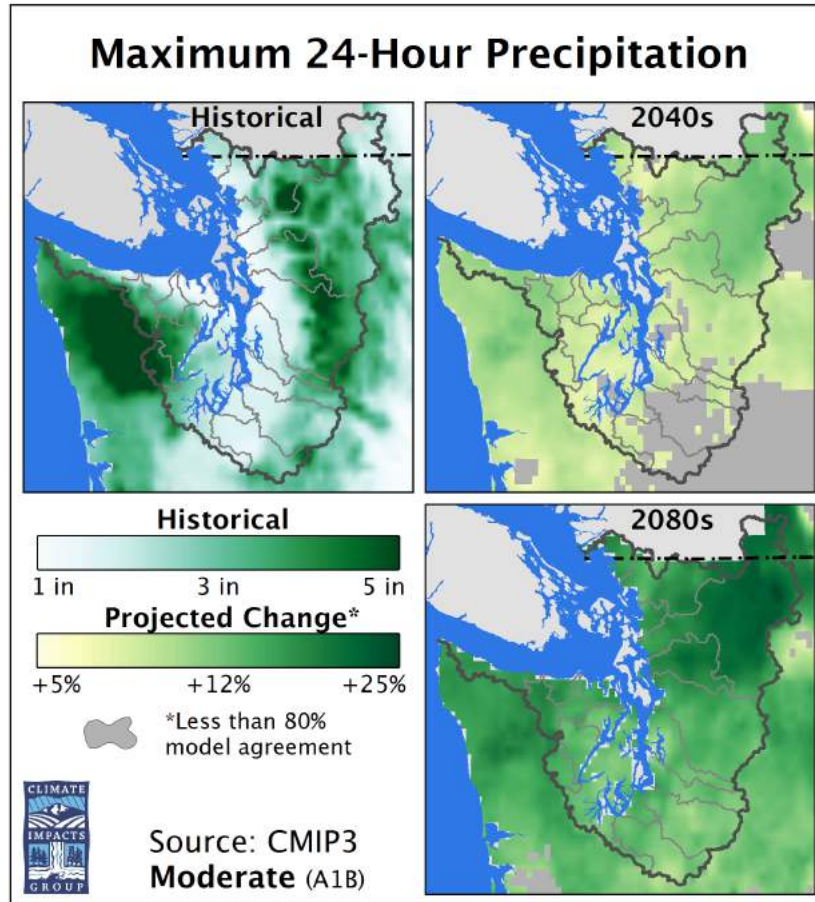 Maximum 24-Hour Precipitation
Historical
2040s
Historical
1 in 3 in 5 in
Projected Change*
+5% +12% +25%
*Less than 80%
model agreement
2080s
CLIMATE
IMPACTS
GROUP
Source: CMIP3
Moderate (A1B)